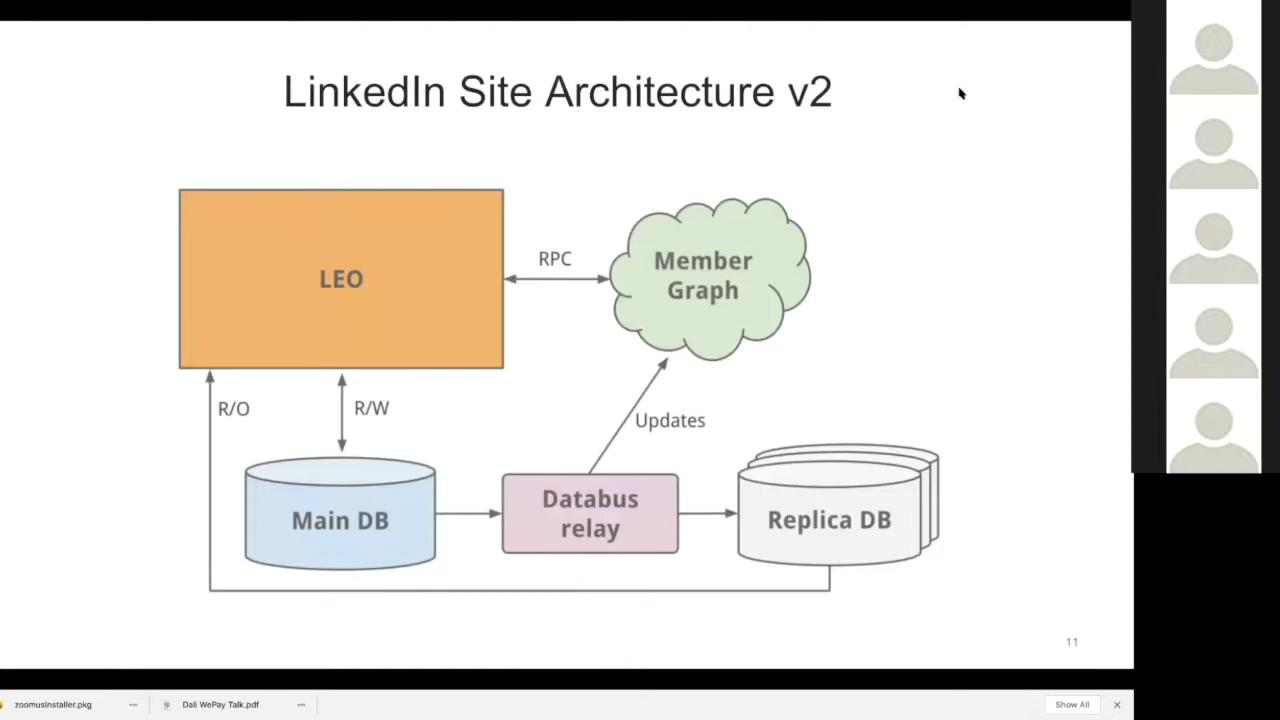 LinkedIn Site Architecture v2
LEO
RPC
Member
Graph
R/O
R/W
Updates
Main DB
Databus
relay
Replica DB
11
zoomusInstaller.pkg
Dali WePay Talk.pdf
Show All